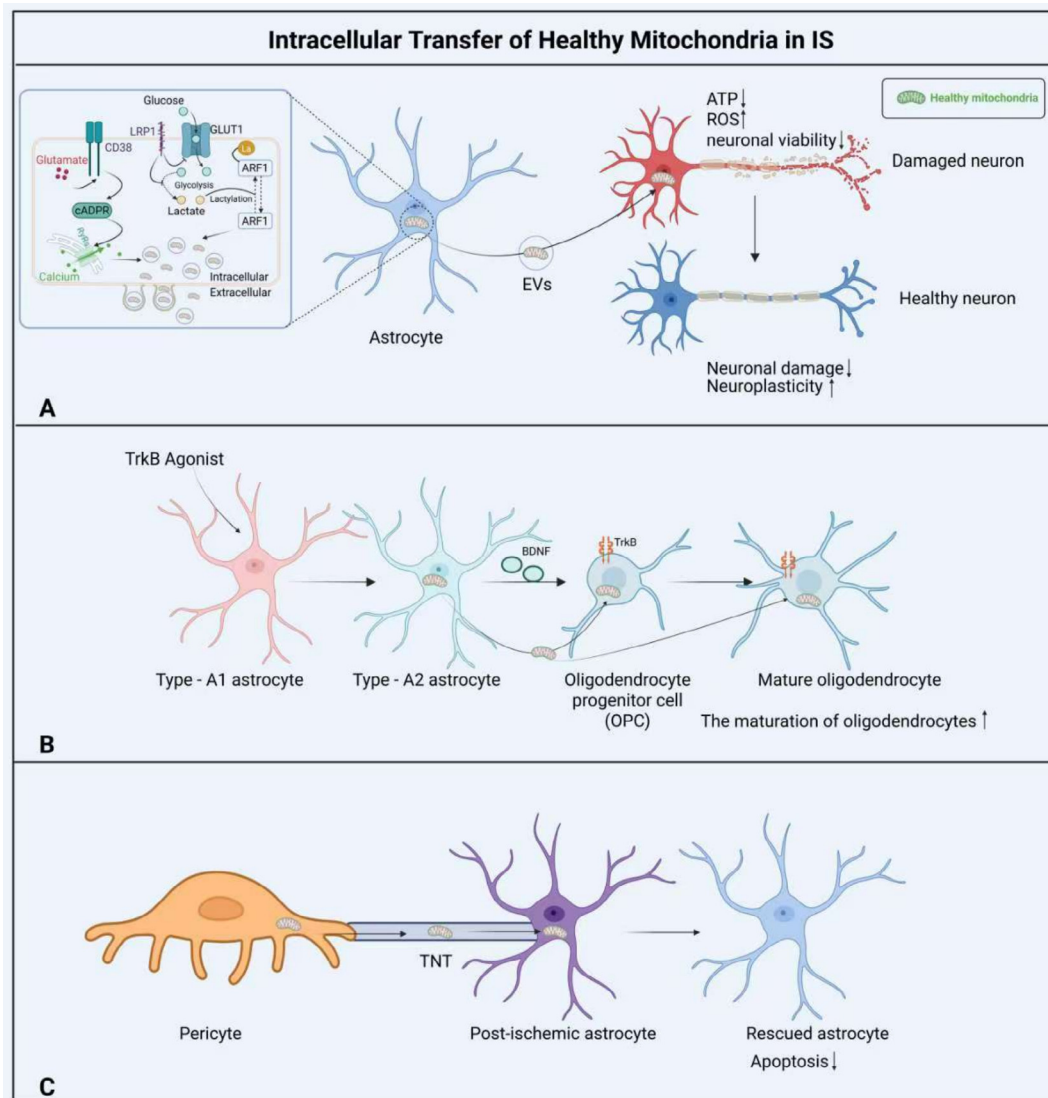 Intracellular Transfer of Healthy Mitochondria in IS
Healthy mitochondria
Glucose
LRP1
GLUT1
CD38
Glutamate
La
ARF1
Glycolysis
Lactylation
Lactate
cADPR
ARF1
RyRs
Calcium
Intracellular
Extracellular
Astrocyte
EVs
ATP↓
ROS↑
neuronal viability↓
Damaged neuron
Healthy neuron
Neuronal damage↓
Neuroplasticity↑
A
TrkB Agonist
BDNF
TrkB
Type - A1 astrocyte
Type - A2 astrocyte
Oligodendrocyte
progenitor cell
(OPC)
Mature oligodendrocyte
The maturation of oligodendrocytes ↑
B
TNT
Pericyte
Post-ischemic astrocyte
Rescued astrocyte
Apoptosis↓
C